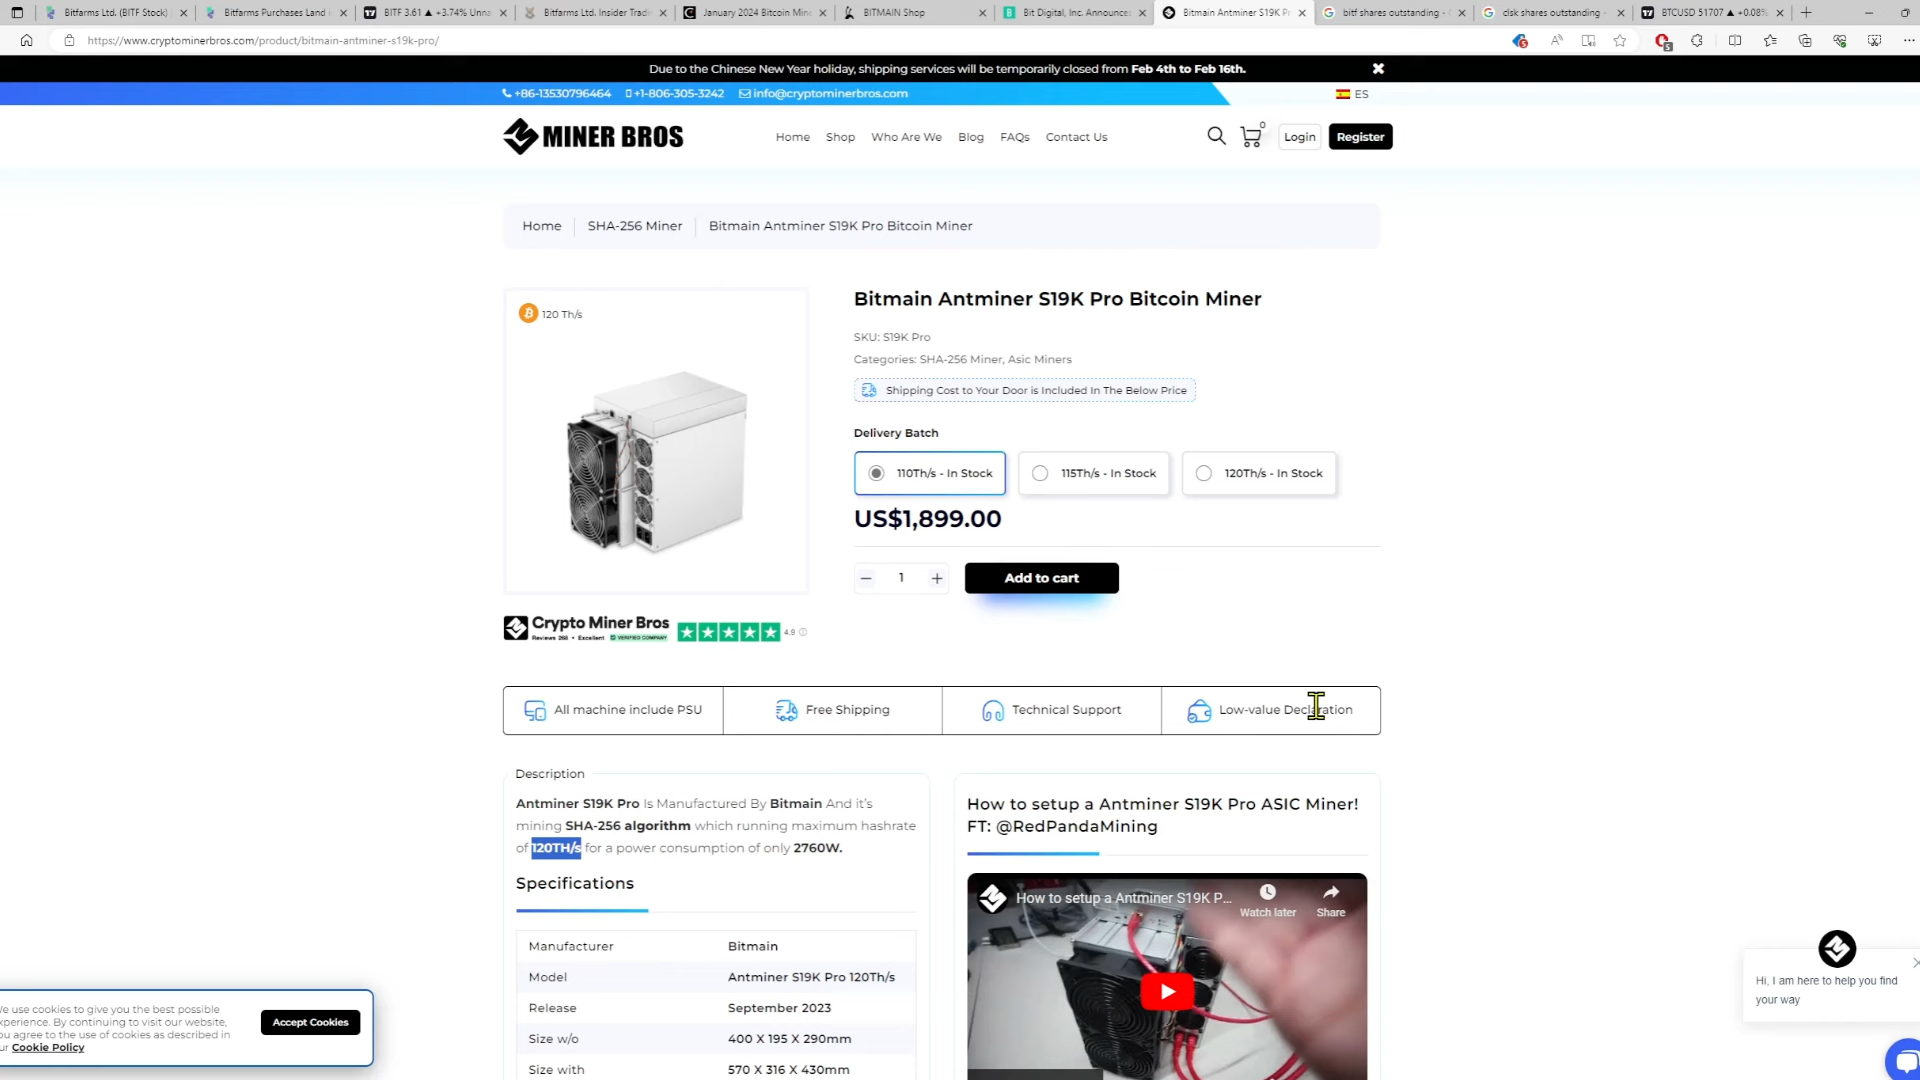 Bitfarms Ltd. (BITF Stock)
Bitfarms Purchases Land i
BITF 3.61 ▲ +3.74% Unna
Bitfarms Ltd. Insider Tradi
January 2024 Bitcoin Mine
BITMAIN Shop
Bit Digital, Inc. Announces
Bitmain Antminer S19K Pr
bitf shares outstanding -
clsk shares outstanding -
BTCUSD 51707 ▲ +0.08%
https://www.cryptominerbros.com/product/bitmain-antminer-s19k-pro/
Due to the Chinese New Year holiday, shipping services will be temporarily closed from Feb 4th to Feb 16th.
+86-13530796464 +1-806-305-3242 info@cryptominerbros.com
ES
MINER BROS
Home Shop Who Are We Blog FAQs Contact Us
0
Login
Register
Home
SHA-256 Miner
Bitmain Antminer S19K Pro Bitcoin Miner
120 Th/s
Bitmain Antminer S19K Pro Bitcoin Miner
SKU: S19K Pro
Categories: SHA-256 Miner, Asic Miners
Shipping Cost to Your Door is Included In The Below Price
Delivery Batch
110Th/s - In Stock
115Th/s - In Stock
120Th/s - In Stock
US$1,899.00
1
Add to cart
Crypto Miner Bros
Reviews 266 • Excellent VERIFIED COMPANY
4.9
All machine include PSU
Free Shipping
Technical Support
Low-value Declaration
Description
Antminer S19K Pro Is Manufactured By Bitmain And it's
mining SHA-256 algorithm which running maximum hashrate
of 120TH/s for a power consumption of only 2760W.
Specifications
Manufacturer Bitmain
Model Antminer S19K Pro 120Th/s
Release September 2023
Size w/o 400 X 195 X 290mm
Size with 570 X 316 X 430mm
How to setup a Antminer S19K Pro ASIC Miner!
FT: @RedPandaMining
How to setup a Antminer S19K P...
Watch later
Share
Hi, I am here to help you find
your way
e use cookies to give you the best possible
xperience. By continuing to visit our website,
ou agree to the use of cookies as described in
ur Cookie Policy
Accept Cookies